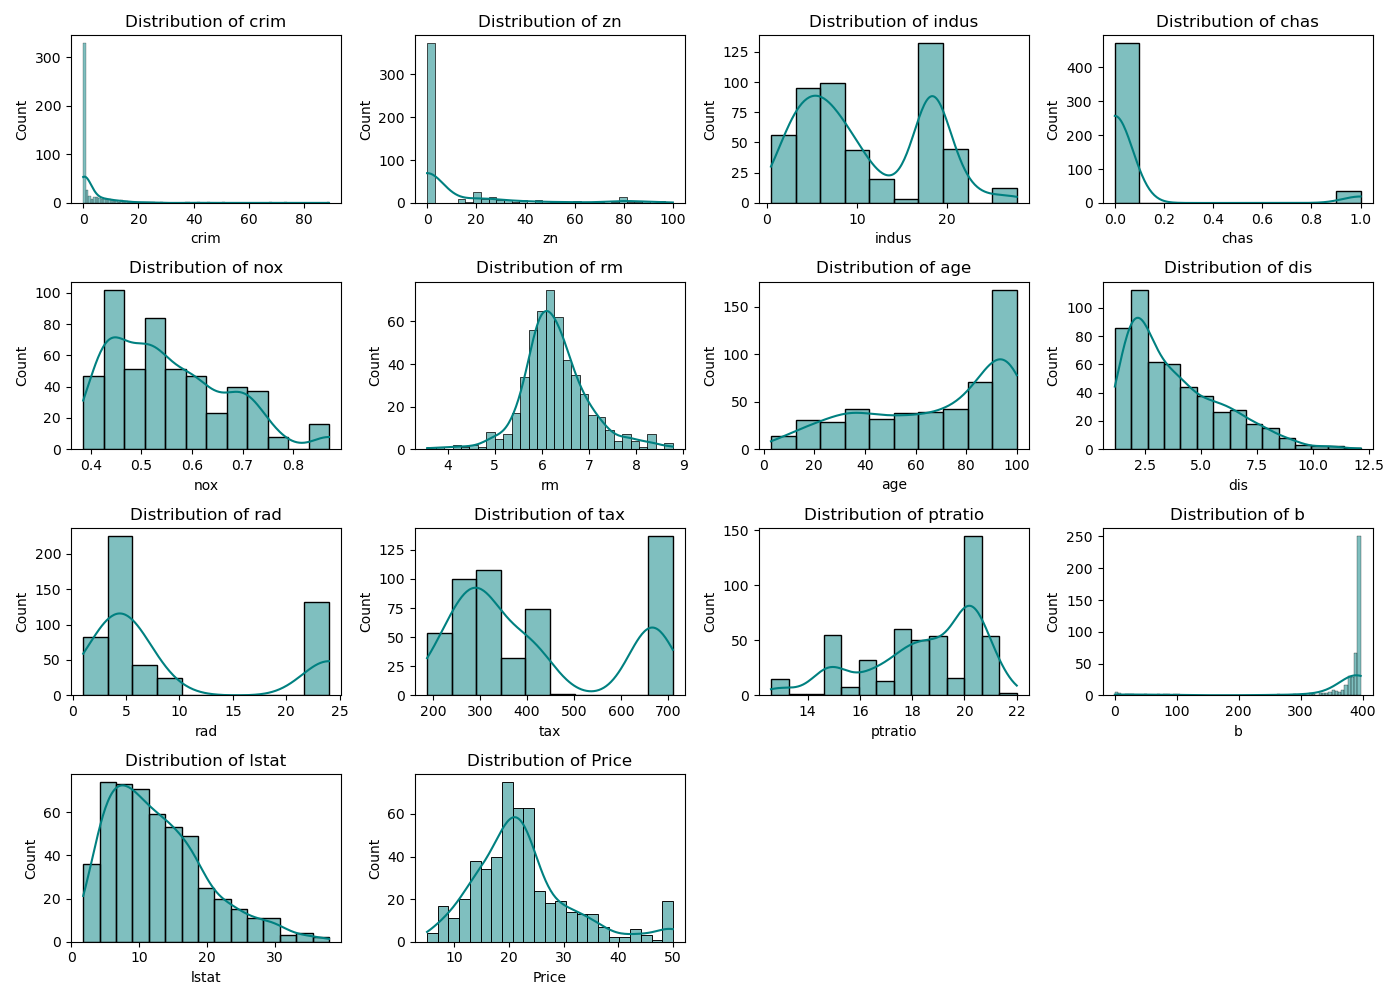 Distribution of crim
Count
300
200
100
0
0 20 40 60 80
crim
Distribution of zn
Count
300
200
100
0
0 20 40 60 80 100
zn
Distribution of indus
Count
125
100
75
50
25
0
0 10 20
indus
Distribution of chas
Count
400
300
200
100
0
0.0 0.2 0.4 0.6 0.8 1.0
chas
Distribution of nox
Count
100
80
60
40
20
0
0.4 0.5 0.6 0.7 0.8
nox
Distribution of rm
Count
60
40
20
0
4 5 6 7 8 9
rm
Distribution of age
Count
150
100
50
0
0 20 40 60 80 100
age
Distribution of dis
Count
100
80
60
40
20
0
2.5 5.0 7.5 10.0 12.5
dis
Distribution of rad
Count
200
150
100
50
0
0 5 10 15 20 25
rad
Distribution of tax
Count
125
100
75
50
25
0
200 300 400 500 600 700
tax
Distribution of ptratio
Count
150
100
50
0
14 16 18 20 22
ptratio
Distribution of b
Count
250
200
150
100
50
0
0 100 200 300 400
b
Distribution of lstat
Count
60
40
20
0
0 10 20 30
lstat
Distribution of Price
Count
60
40
20
0
10 20 30 40 50
Price